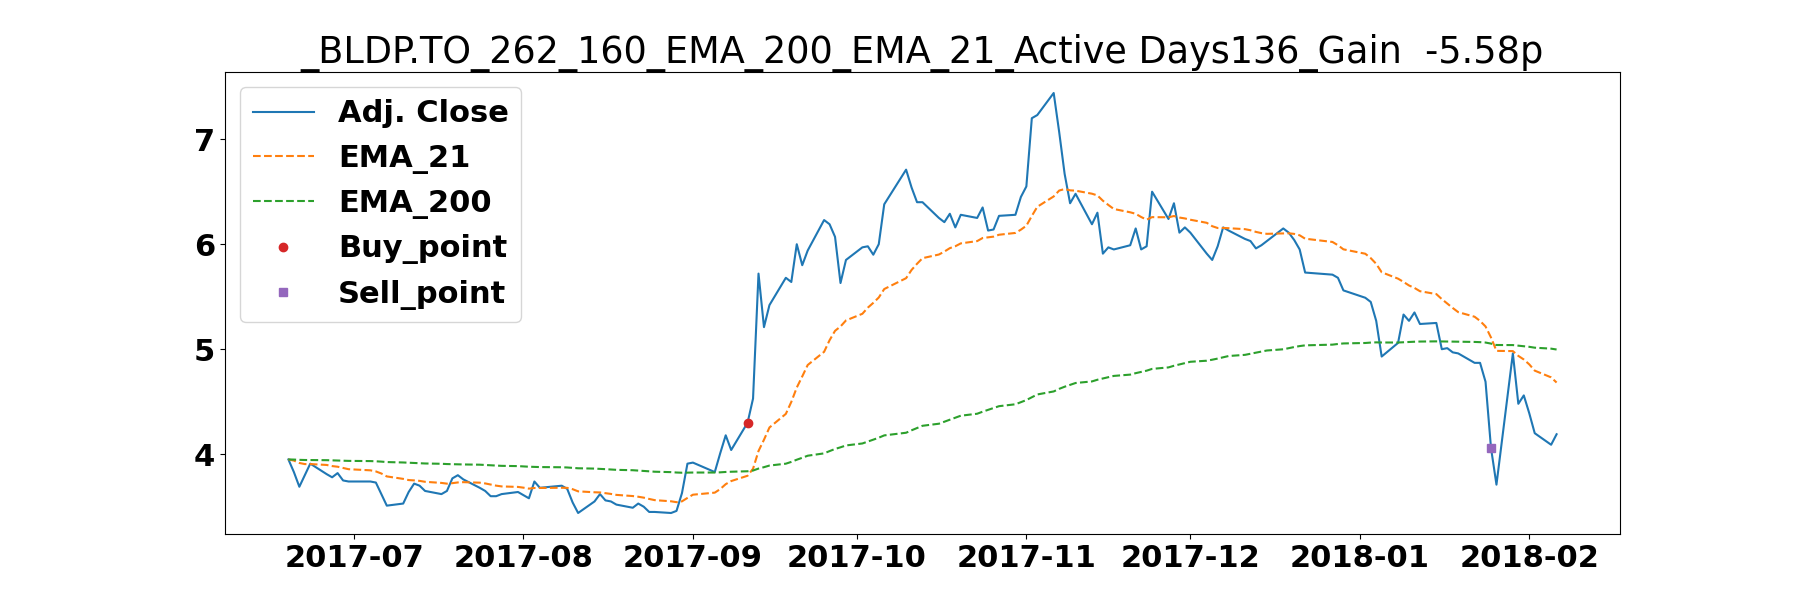 _BLDP.TO_262_160_EMA_200_EMA_21_Active Days136_Gain  -5.58p
Adj. Close
EMA_21
EMA_200
Buy_point
Sell_point
7
6
5
4
2017-07 2017-08 2017-09 2017-10 2017-11 2017-12 2018-01 2018-02